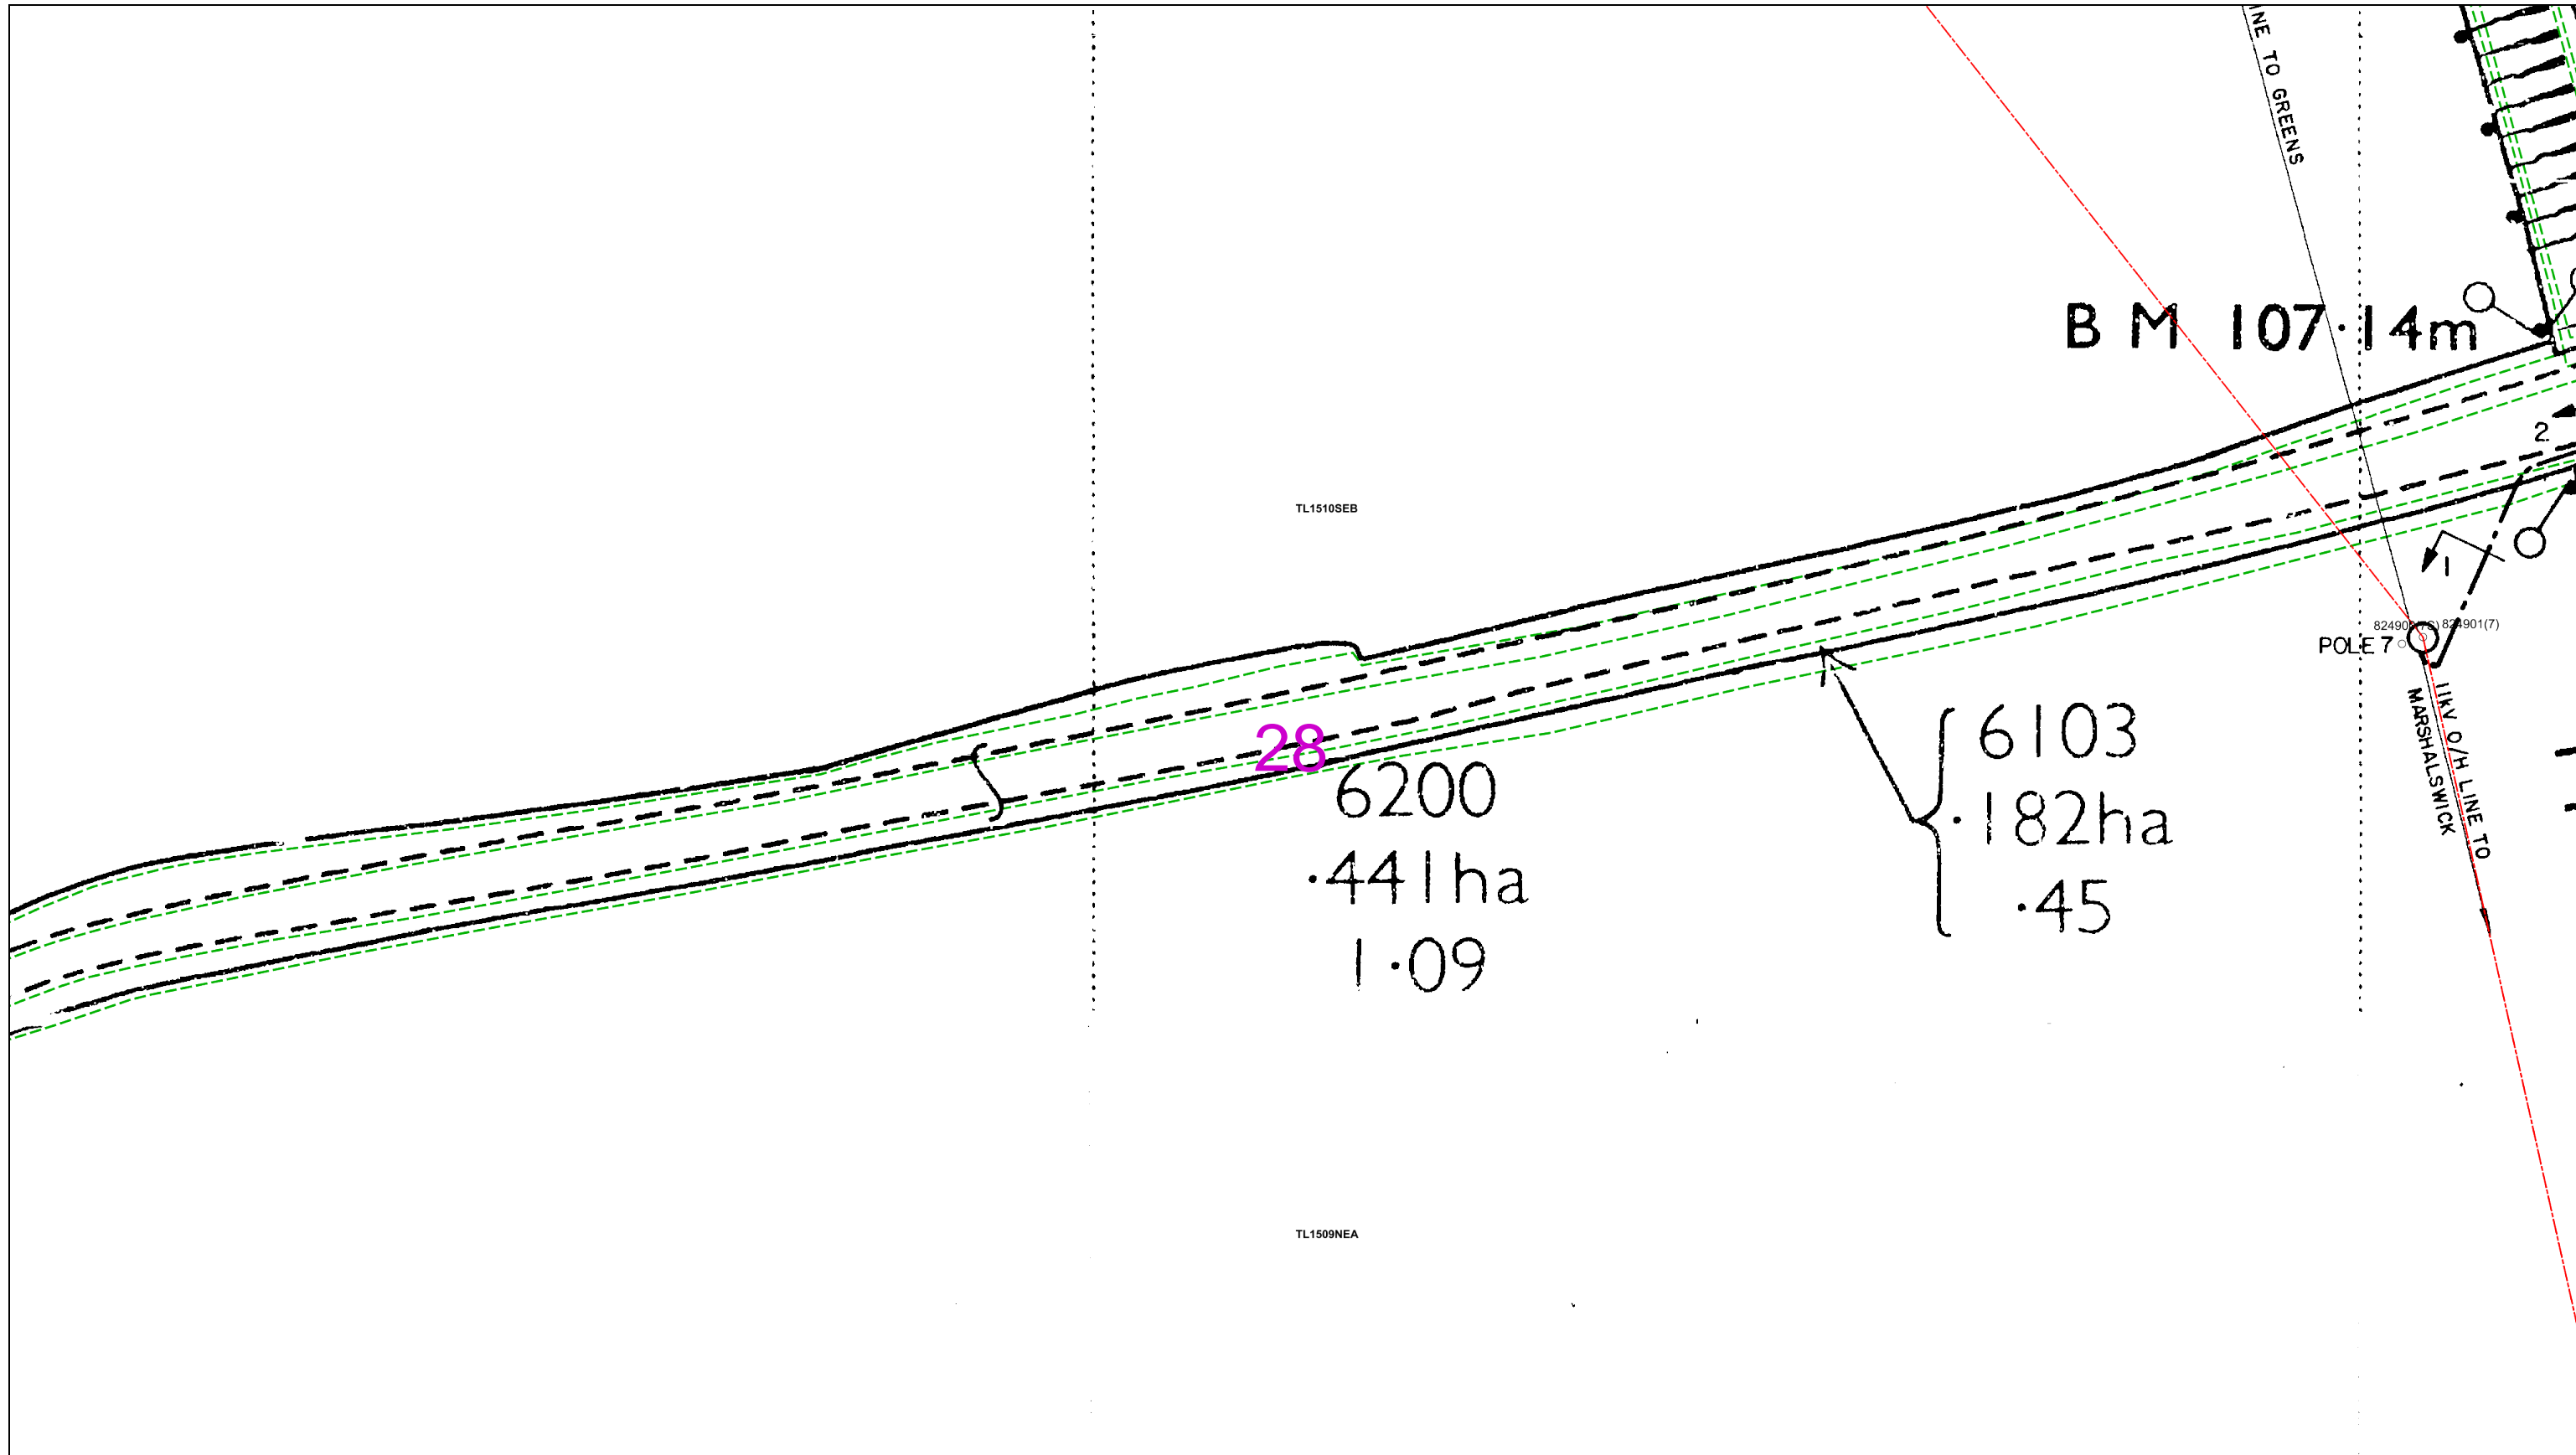 INE TO GREENS
B M 107·14m
2
TL1510SEB
1
824901(7)
POLE 7
11kV O/H LINE TO
MARSHALSWICK
28
6200
·441ha
1·09
6103
·182ha
·45
TL1509NEA